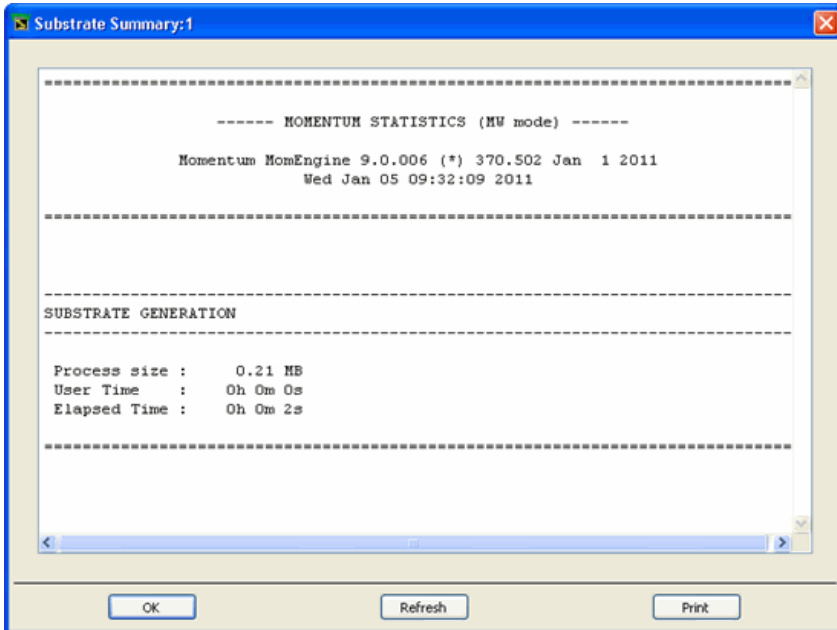 Substrate Summary:1
================================================================================
------ MOMENTUM STATISTICS (MW mode) ------
Momentum MomEngine 9.0.006 (*) 370.502 Jan  1 2011
Wed Jan 05 09:32:09 2011
================================================================================
--------------------------------------------------------------------------------
SUBSTRATE GENERATION
--------------------------------------------------------------------------------
Process size :     0.21 MB
User Time    :    0h 0m 0s
Elapsed Time :    0h 0m 2s
================================================================================
OK Refresh Print